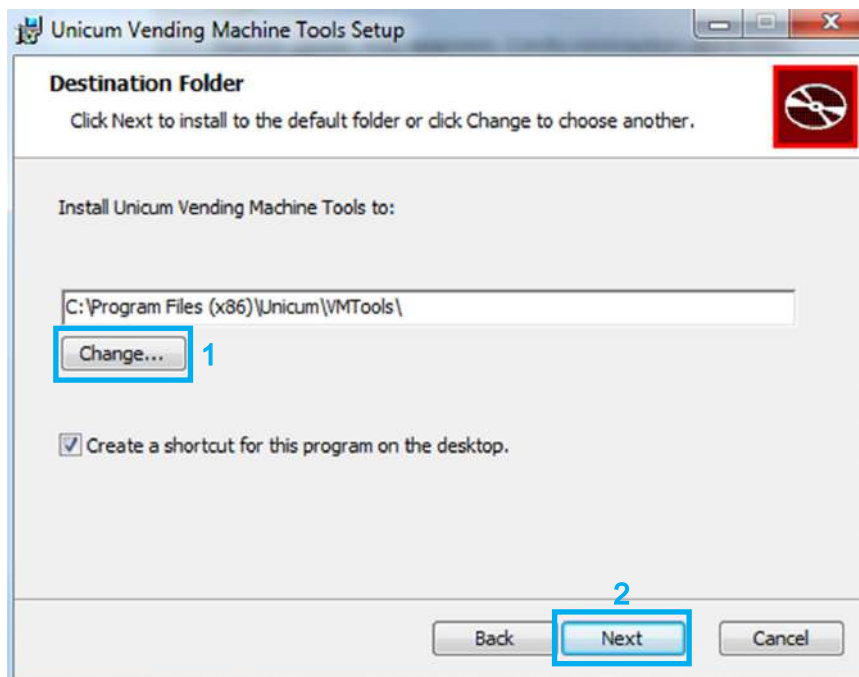 Unicum Vending Machine Tools Setup
Destination Folder
Click Next to install to the default folder or click Change to choose another.
Install Unicum Vending Machine Tools to:
C:\Program Files (x86)\Unicum\VMTools\
Change... 1
Create a shortcut for this program on the desktop.
2
Back Next Cancel